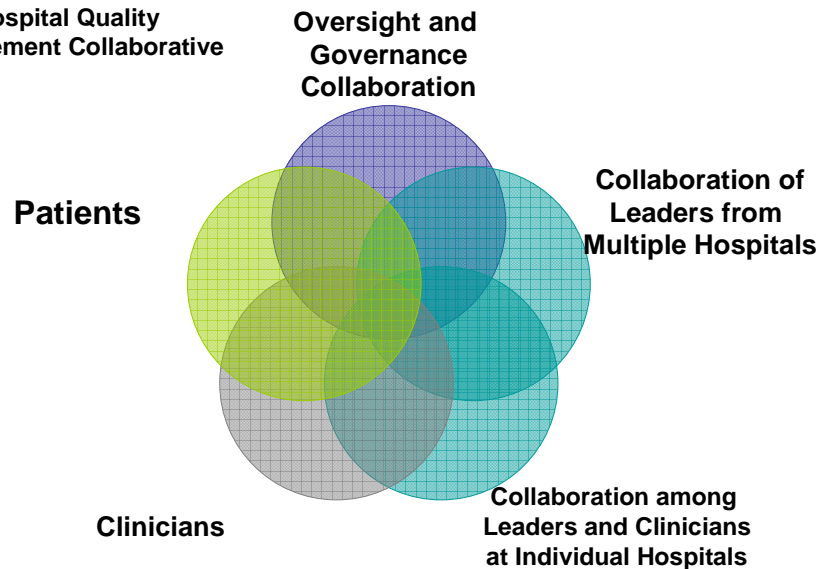 ospital Quality
ement Collaborative
Oversight and
Governance
Collaboration
Patients
Collaboration of
Leaders from
Multiple Hospitals
Clinicians
Collaboration among
Leaders and Clinicians
at Individual Hospitals